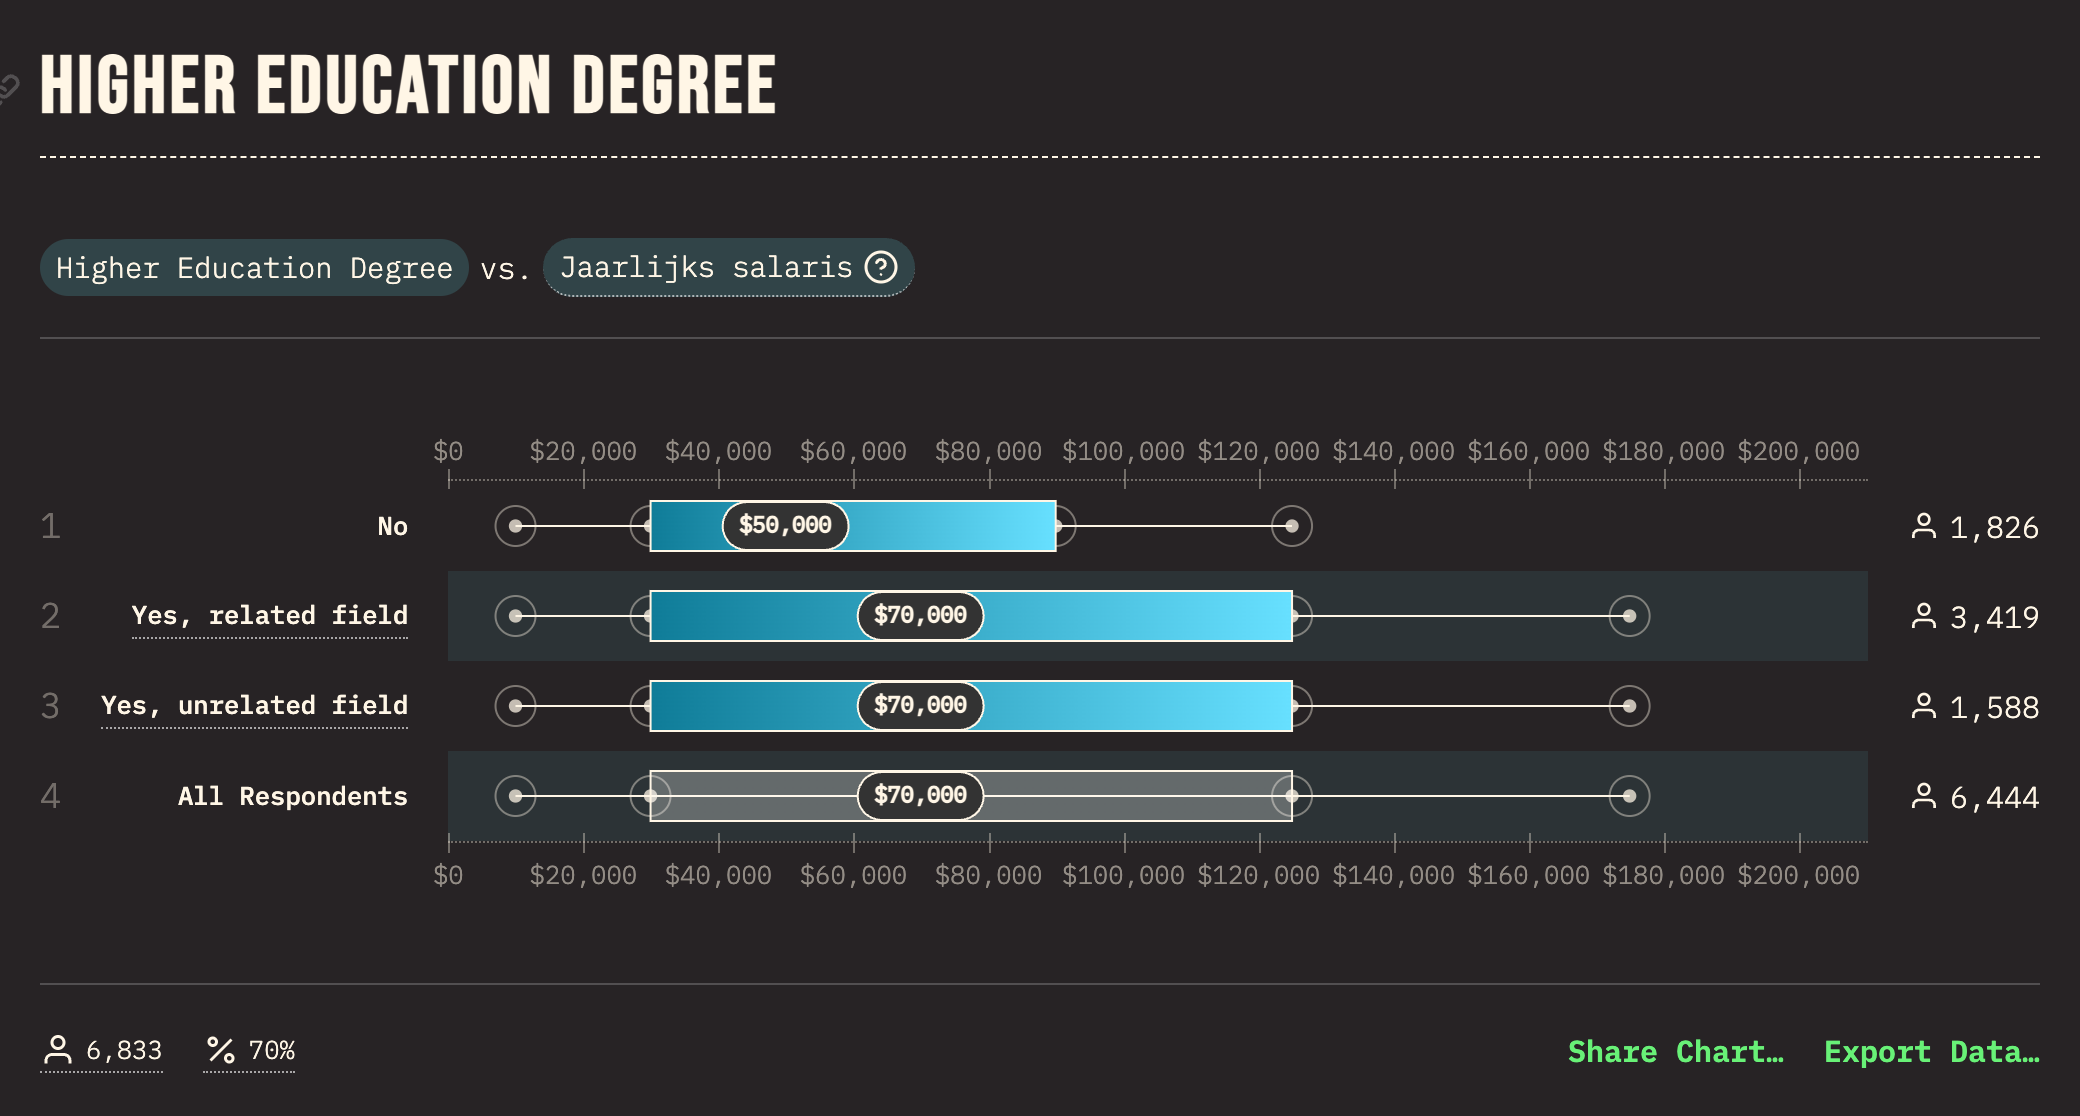 HIGHER EDUCATION DEGREE
Higher Education Degree vs. Jaarlijks salaris ?
$0 $20,000 $40,000 $60,000 $80,000 $100,000 $120,000 $140,000 $160,000 $180,000 $200,000
1 No $50,000 1,826
2 Yes, related field $70,000 3,419
3 Yes, unrelated field $70,000 1,588
4 All Respondents $70,000 6,444
$0 $20,000 $40,000 $60,000 $80,000 $100,000 $120,000 $140,000 $160,000 $180,000 $200,000
6,833 % 70% Share Chart… Export Data…